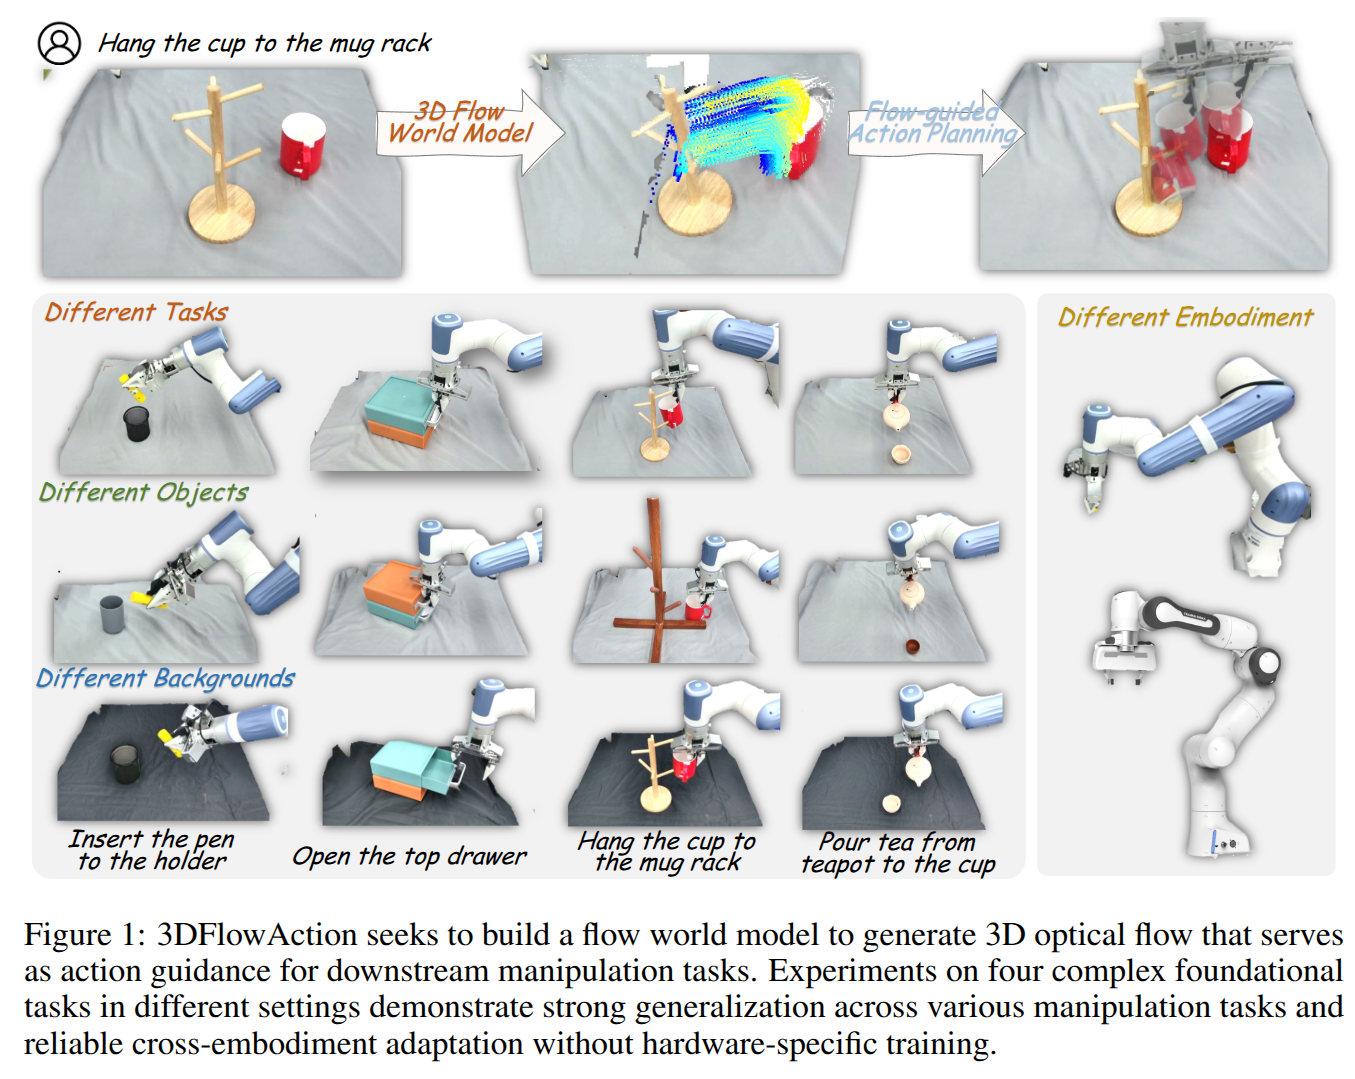 Hang the cup to the mug rack
3D Flow
World Model
Flow-guided
Action Planning
Different Tasks
Different Embodiment
Different Objects
Different Backgrounds
Insert the pen
to the holder
Open the top drawer
Hang the cup to
the mug rack
Pour tea from
teapot to the cup
Figure 1: 3DFlowAction seeks to build a flow world model to generate 3D optical flow that serves
as action guidance for downstream manipulation tasks. Experiments on four complex foundational
tasks in different settings demonstrate strong generalization across various manipulation tasks and
reliable cross-embodiment adaptation without hardware-specific training.